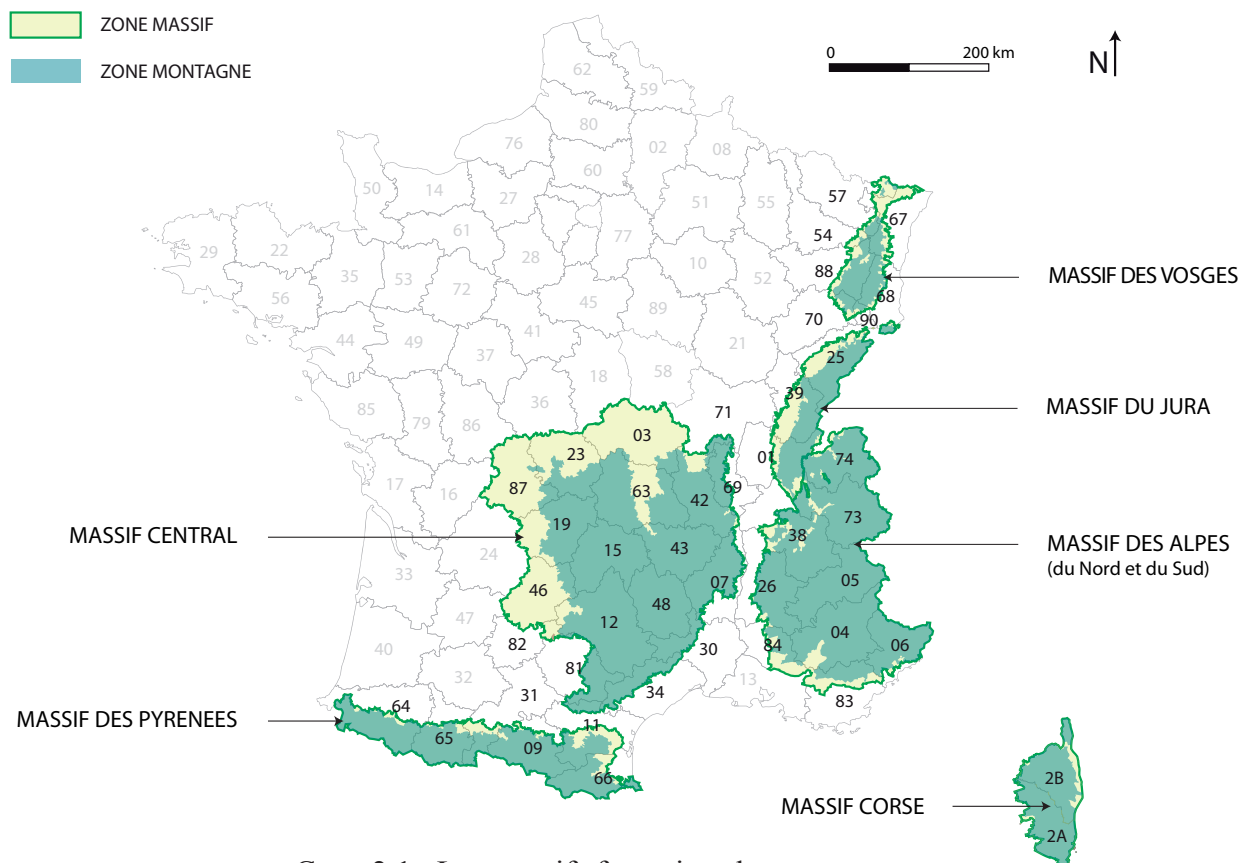 ZONE MASSIF
ZONE MONTAGNE
0 200 km
N
62
59
80
76 02 08
60
50 14 27 51 55 57
67
61 77 54
29 22 28 10 88
35 53 52
56 72 68
45 89 70 90
44 49 41 21
37 25
18 58
85 79 86 36 39
71
03
23 01 74
17 16 87 63 42 69
19 73
38
24 15 43
33 46 07 26 05
48
47 12 04
82 30 84 06
40 32 81 13
31 34 83
64
11
65 09
66
2B
2A
MASSIF DES VOSGES
MASSIF DU JURA
MASSIF CENTRAL
MASSIF DES ALPES
(du Nord et du Sud)
MASSIF DES PYRENEES
MASSIF CORSE